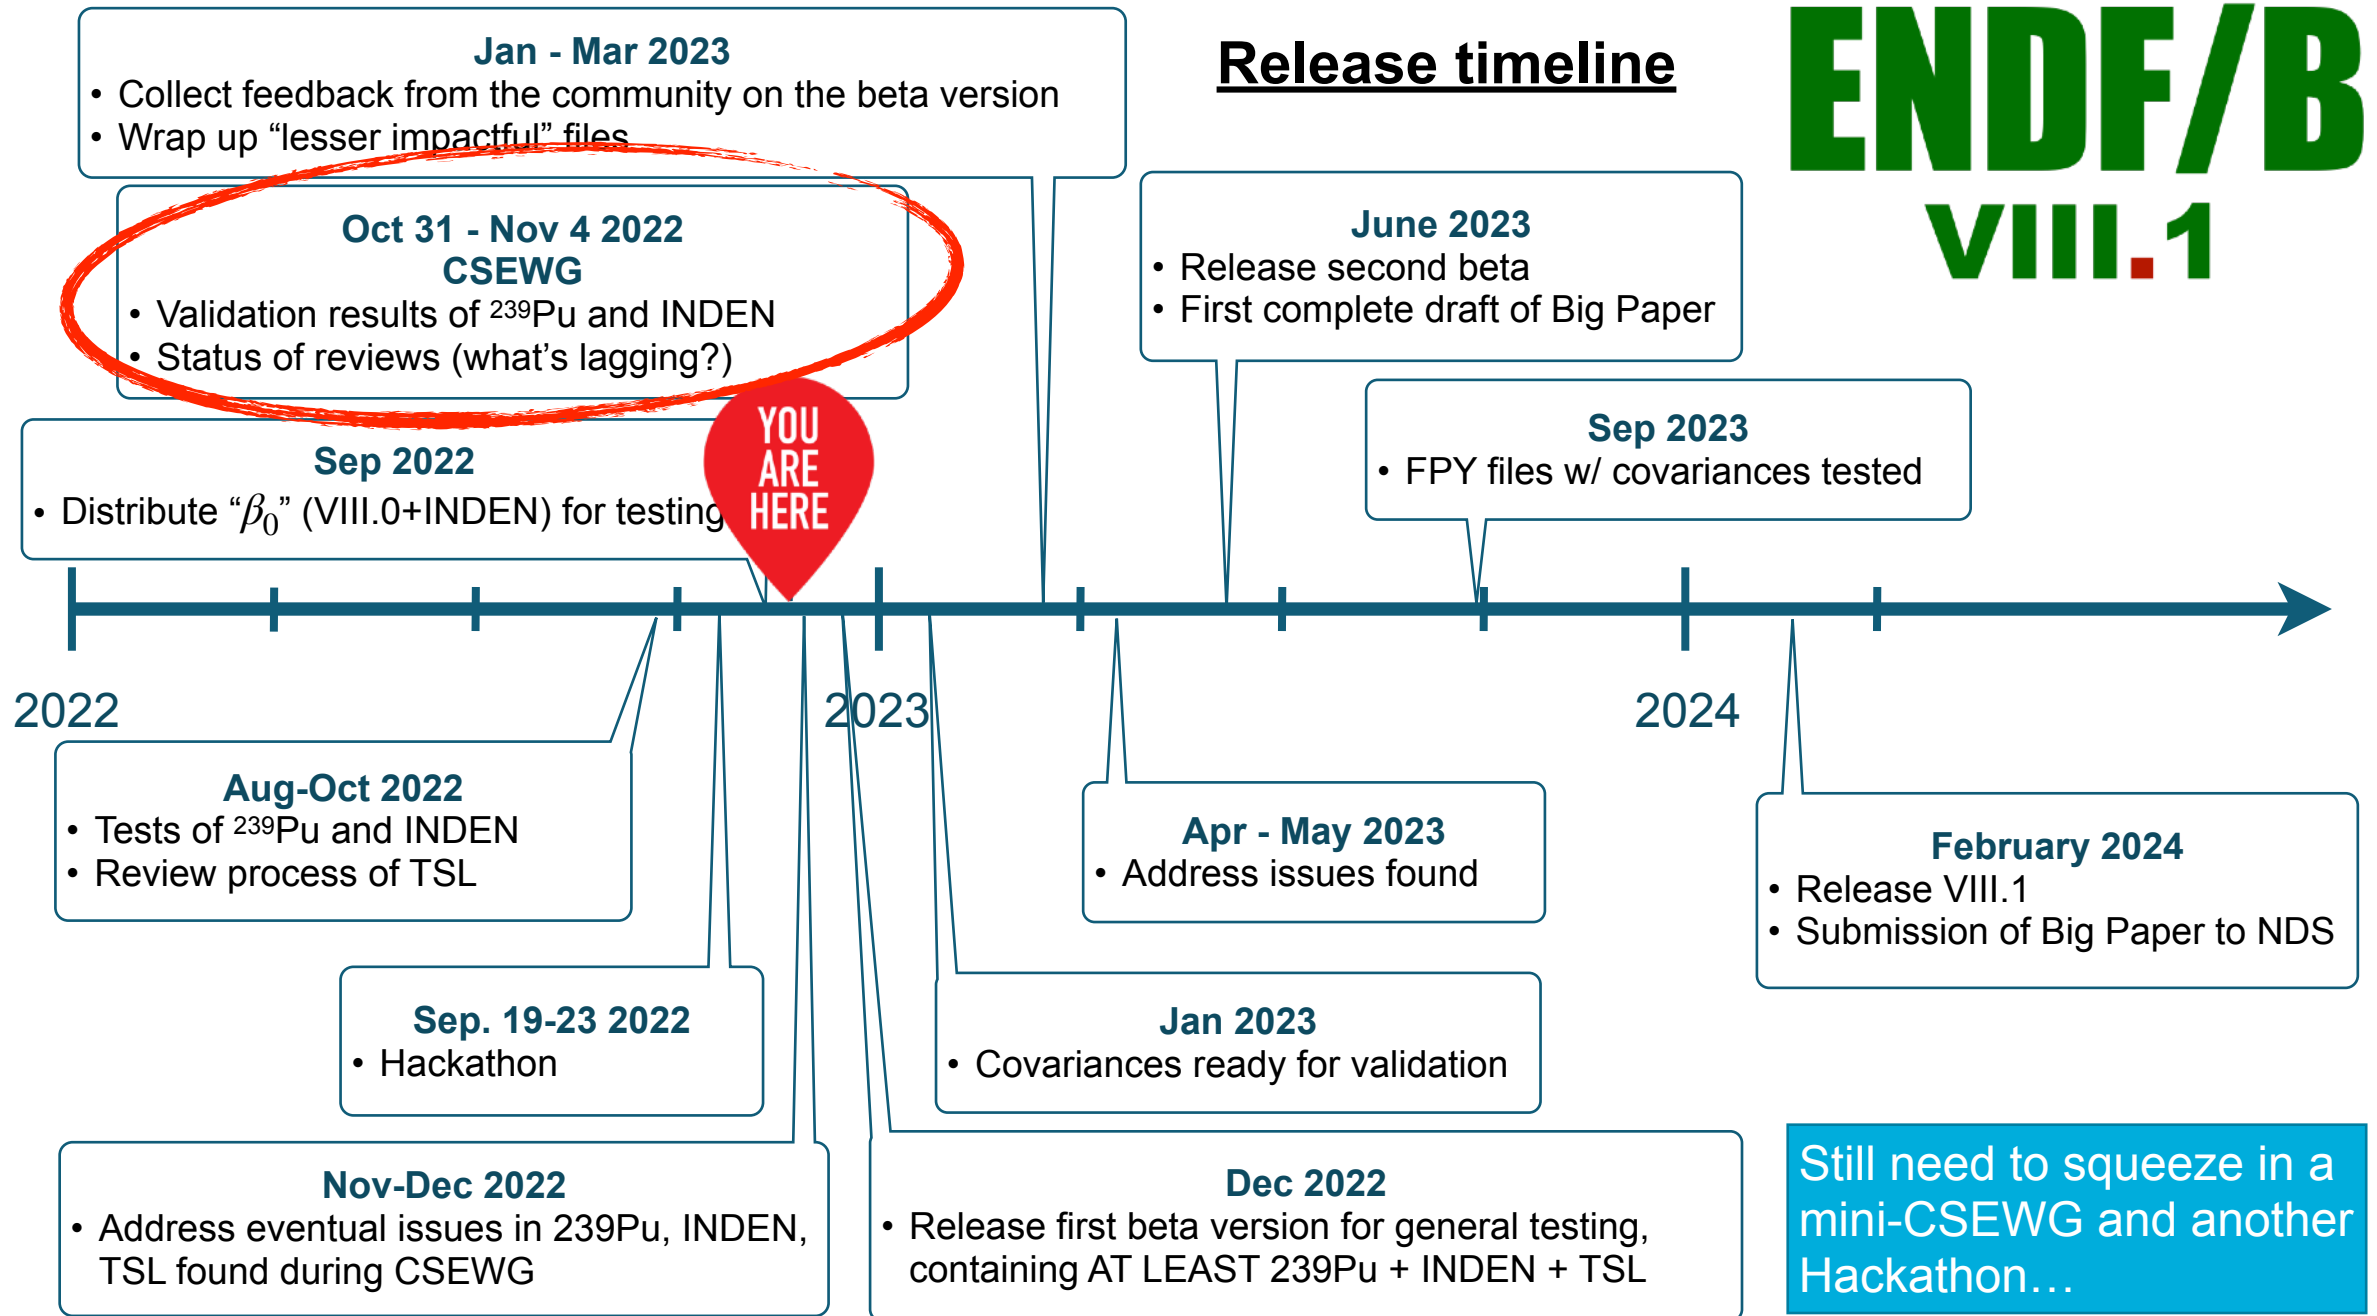 Jan - Mar 2023
• Collect feedback from the community on the beta version
• Wrap up “lesser impactful” files
Release timeline
ENDF/B
VIII.1
Oct 31 - Nov 4 2022
CSEWG
• Validation results of ²³⁹Pu and INDEN
• Status of reviews (what’s lagging?)
June 2023
• Release second beta
• First complete draft of Big Paper
Sep 2022
• Distribute “β₀” (VIII.0+INDEN) for testing
YOU
ARE
HERE
Sep 2023
• FPY files w/ covariances tested
2022
2023
2024
Aug-Oct 2022
• Tests of ²³⁹Pu and INDEN
• Review process of TSL
Apr - May 2023
• Address issues found
February 2024
• Release VIII.1
• Submission of Big Paper to NDS
Sep. 19-23 2022
• Hackathon
Jan 2023
• Covariances ready for validation
Nov-Dec 2022
• Address eventual issues in 239Pu, INDEN,
TSL found during CSEWG
Dec 2022
• Release first beta version for general testing,
containing AT LEAST 239Pu + INDEN + TSL
Still need to squeeze in a
mini-CSEWG and another
Hackathon…